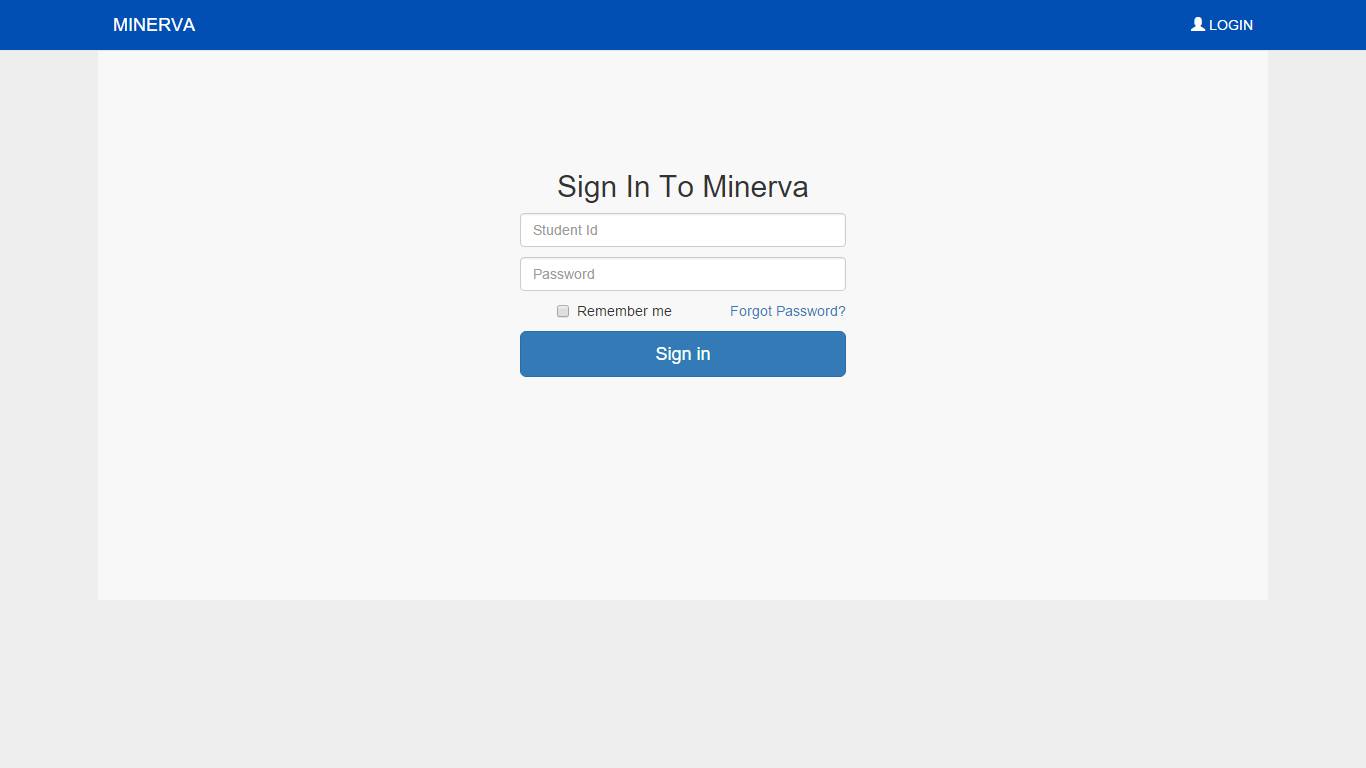 MINERVA
LOGIN
Sign In To Minerva
Student Id
Password
Remember me
Forgot Password?
Sign in